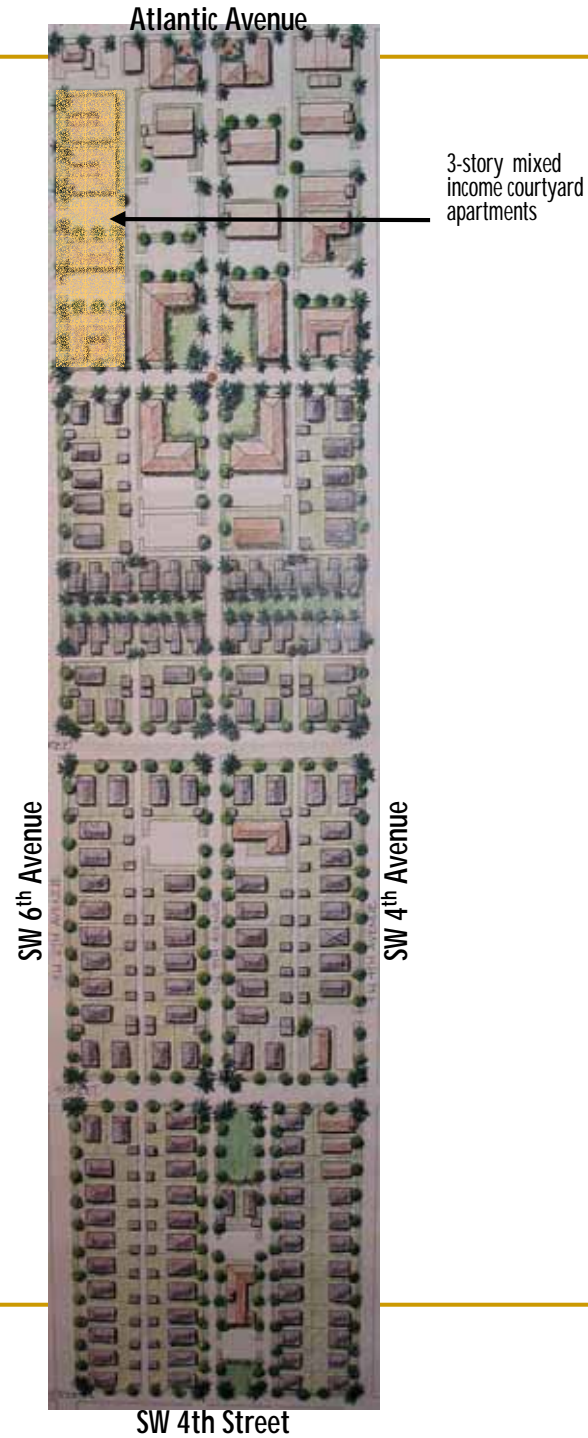 Atlantic Avenue
3-story mixed
income courtyard
apartments
SW 6th Avenue
SW 4th Avenue
SW 4th Street